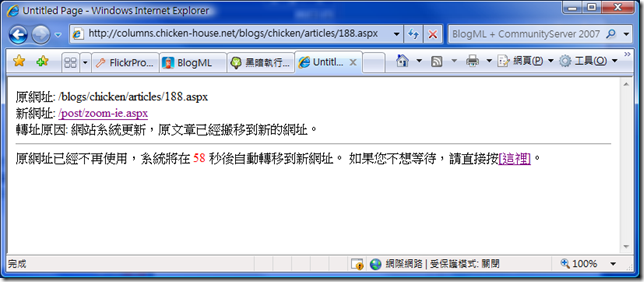 Untitled Page - Windows Internet Explorer
http://columns.chicken-house.net/blogs/chicken/articles/188.aspx
BlogML + CommunityServer 2007
FlickrPro...
BlogML
黑暗執行...
Untitl...
網頁(P)
工具(O)
原網址: /blogs/chicken/articles/188.aspx
新網址: /post/zoom-ie.aspx
轉址原因: 網站系統更新，原文章已經搬移到新的網址。
原網址已經不再使用，系統將在 58 秒後自動轉移到新網址。 如果您不想等待，請直接按[這裡]。
完成
網際網路 | 受保護模式: 關閉
100%